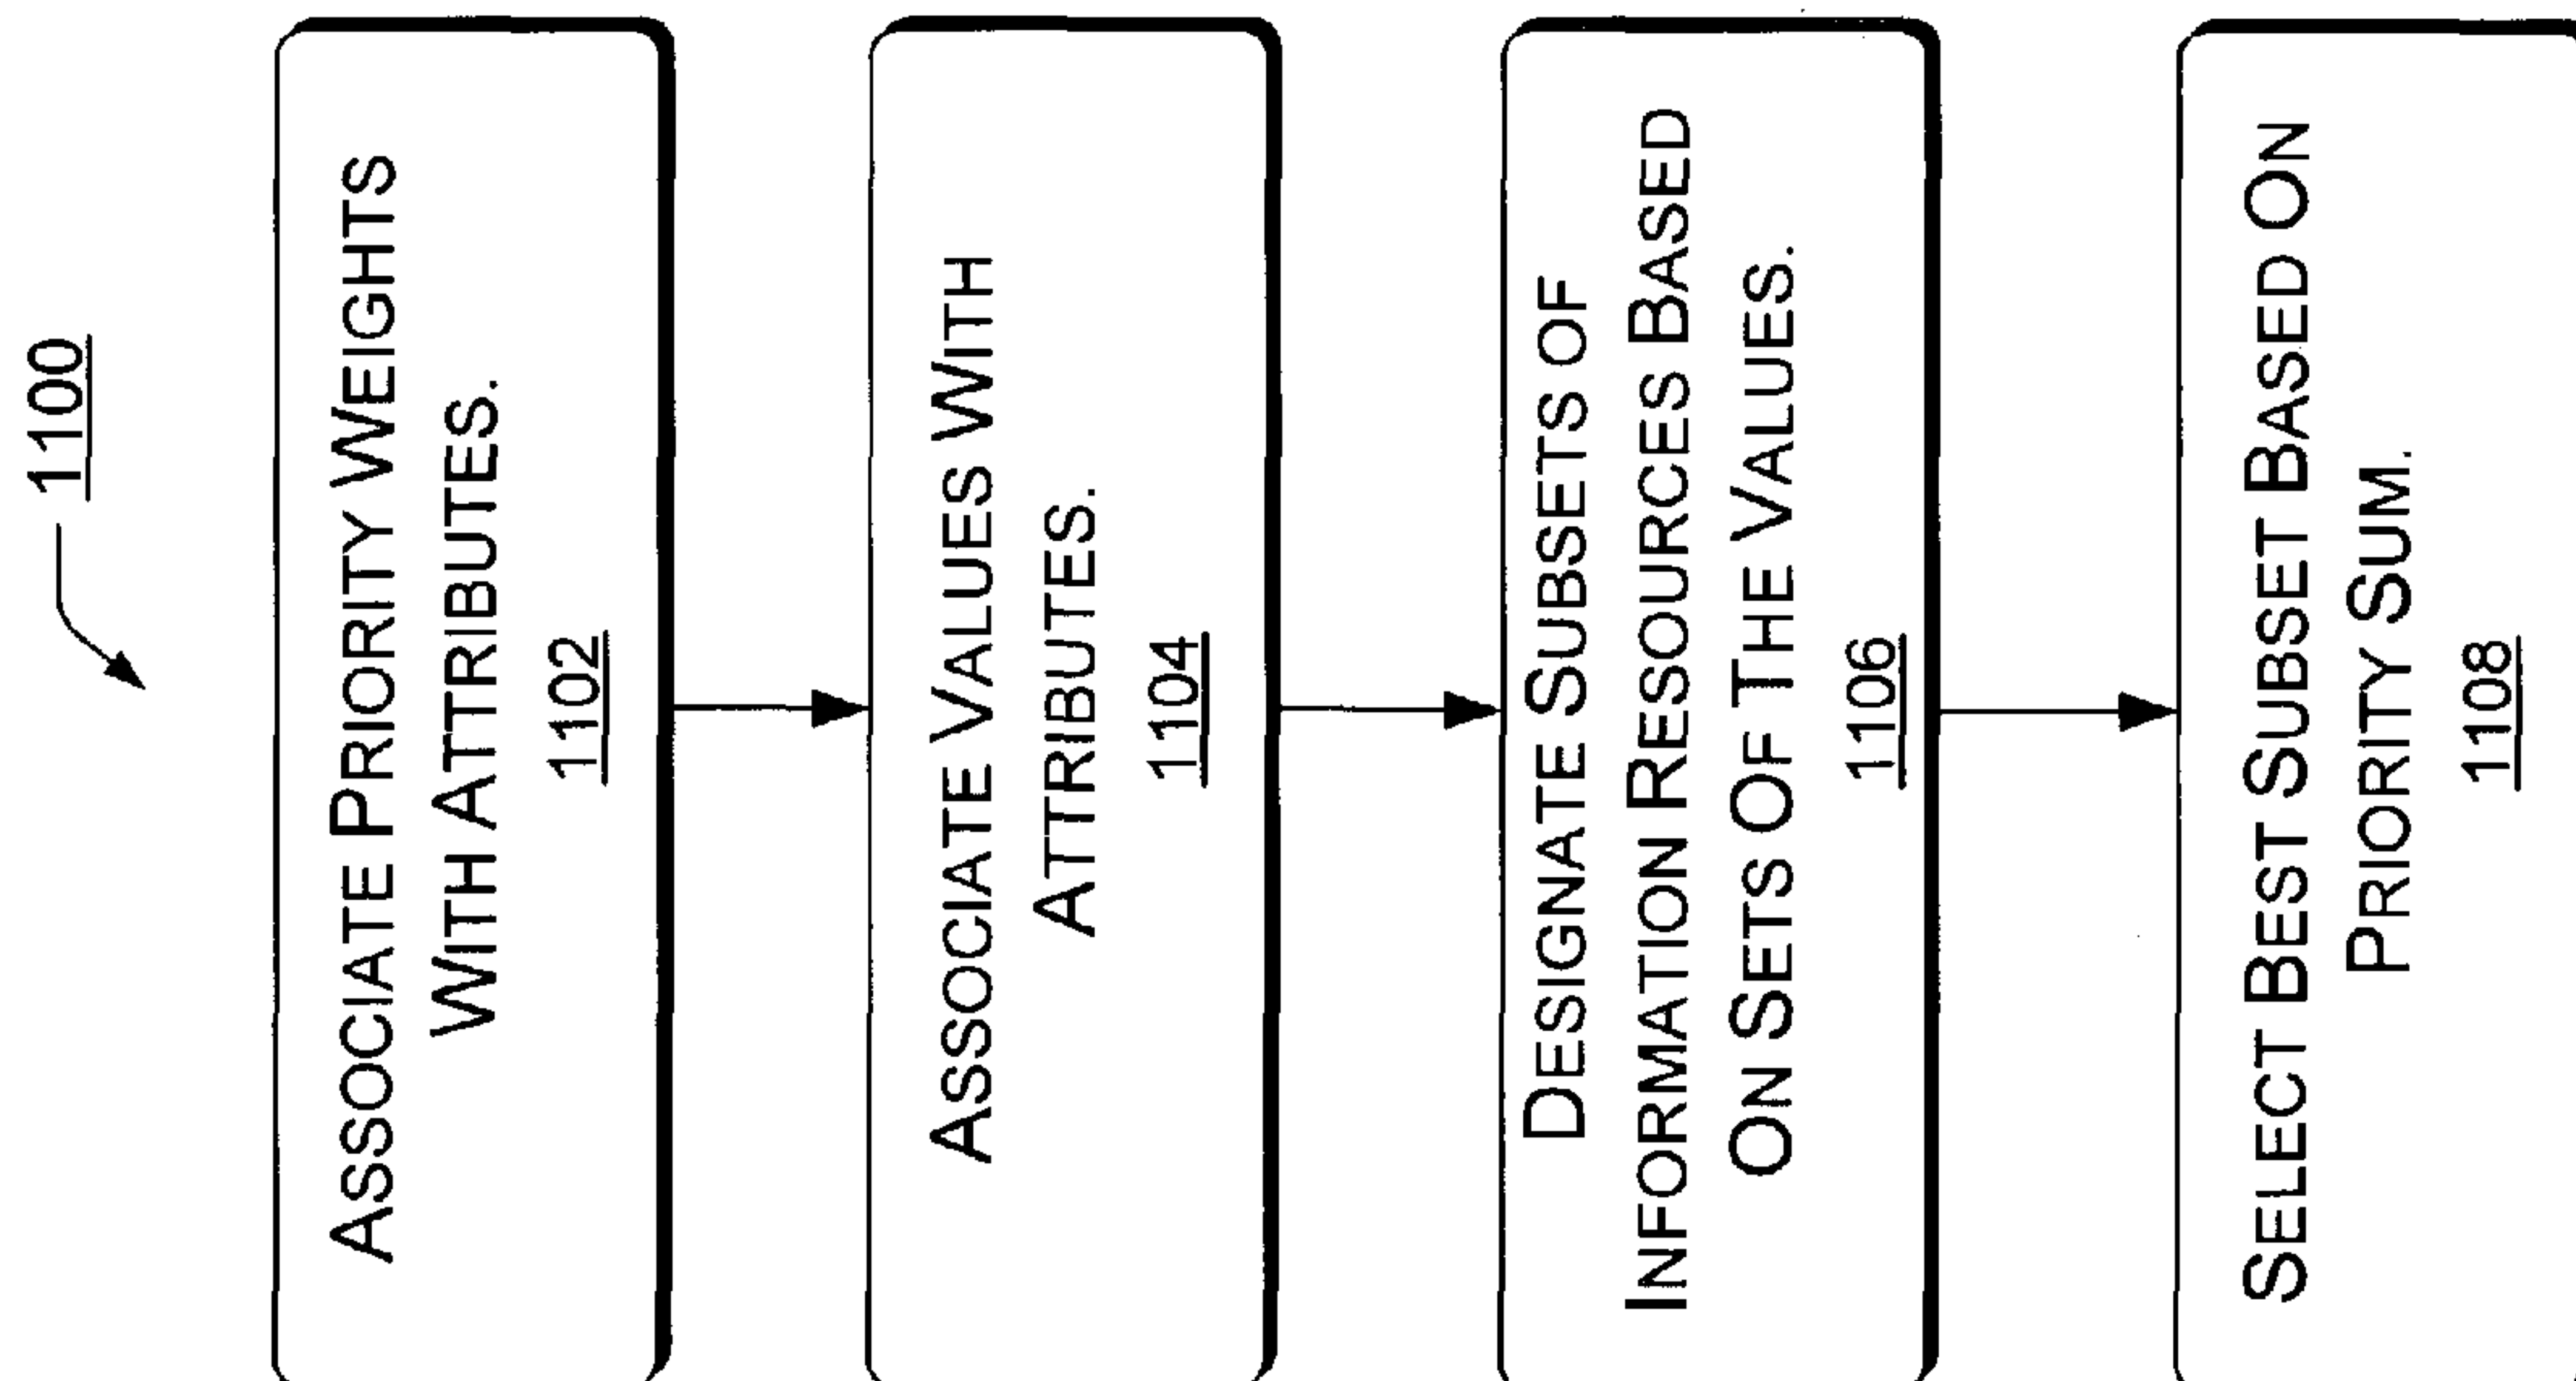 1100
ASSOCIATE PRIORITY WEIGHTS
WITH ATTRIBUTES.
1102
ASSOCIATE VALUES WITH
ATTRIBUTES.
1104
DESIGNATE SUBSETS OF
INFORMATION RESOURCES BASED
ON SETS OF THE VALUES.
1106
SELECT BEST SUBSET BASED ON
PRIORITY SUM.
1108